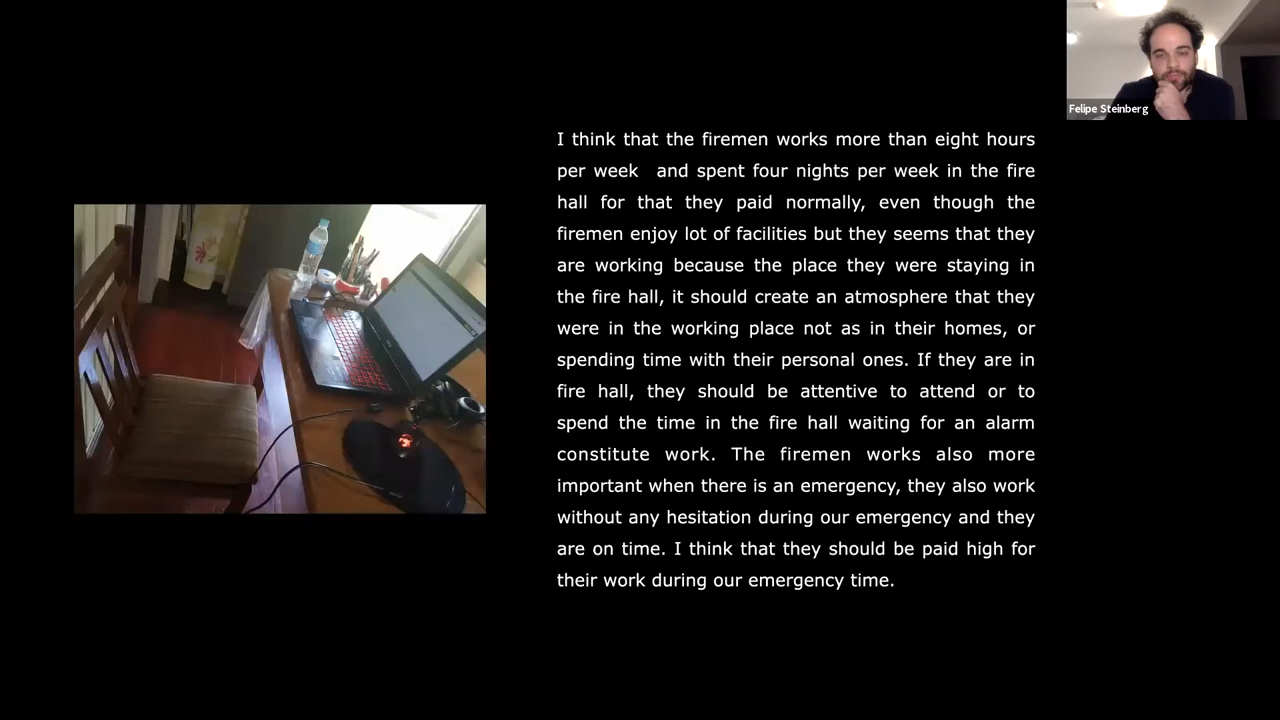 Felipe Steinberg
I think that the firemen works more than eight hours
per week and spent four nights per week in the fire
hall for that they paid normally, even though the
firemen enjoy lot of facilities but they seems that they
are working because the place they were staying in
the fire hall, it should create an atmosphere that they
were in the working place not as in their homes, or
spending time with their personal ones. If they are in
fire hall, they should be attentive to attend or to
spend the time in the fire hall waiting for an alarm
constitute work. The firemen works also more
important when there is an emergency, they also work
without any hesitation during our emergency and they
are on time. I think that they should be paid high for
their work during our emergency time.